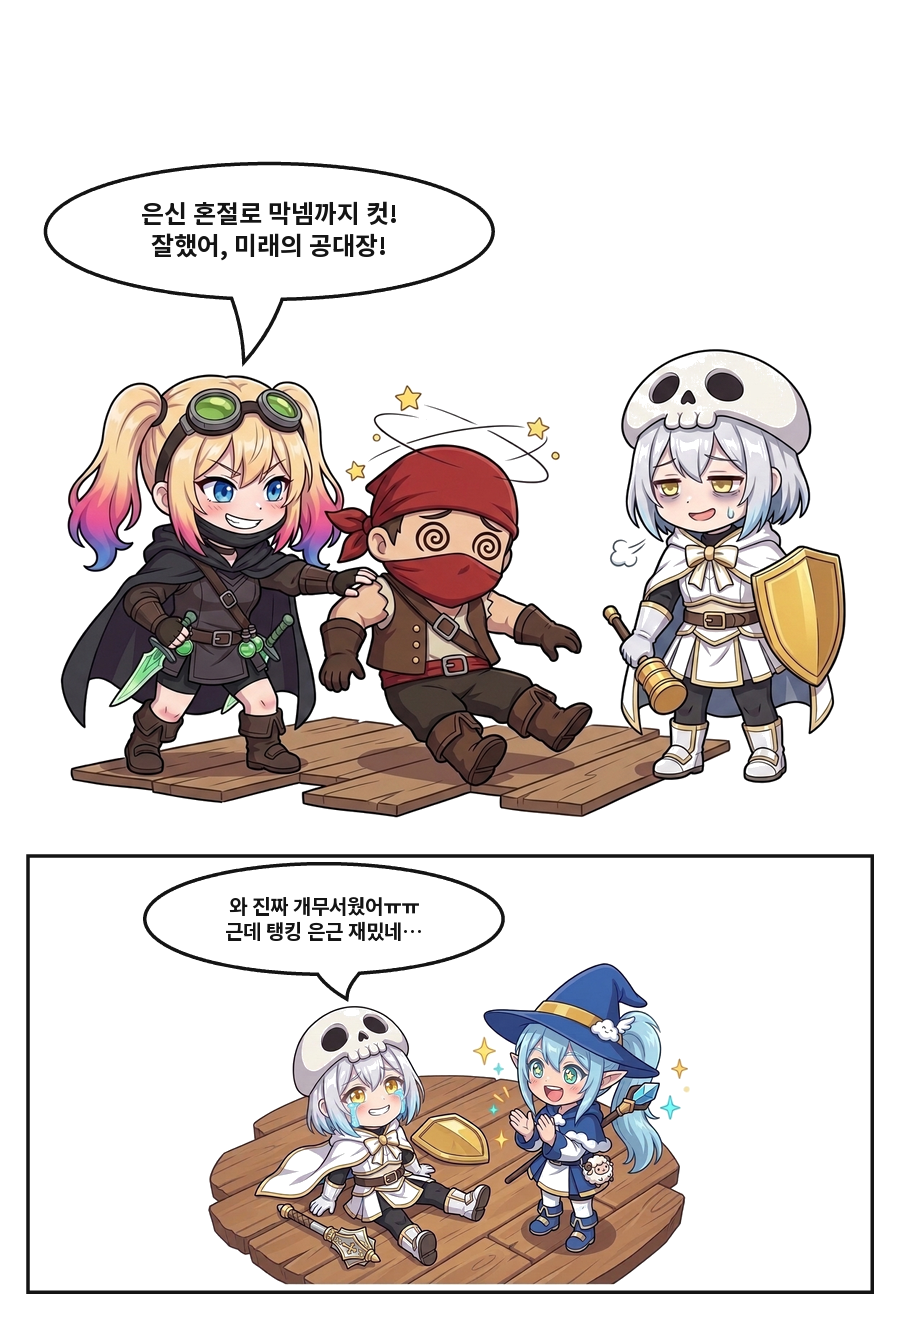 은신 혼절로 막넴까지 컷!
잘했어, 미래의 공대장!
와 진짜 개무서웠어ㅠㅠ
근데 탱킹 은근 재밌네…